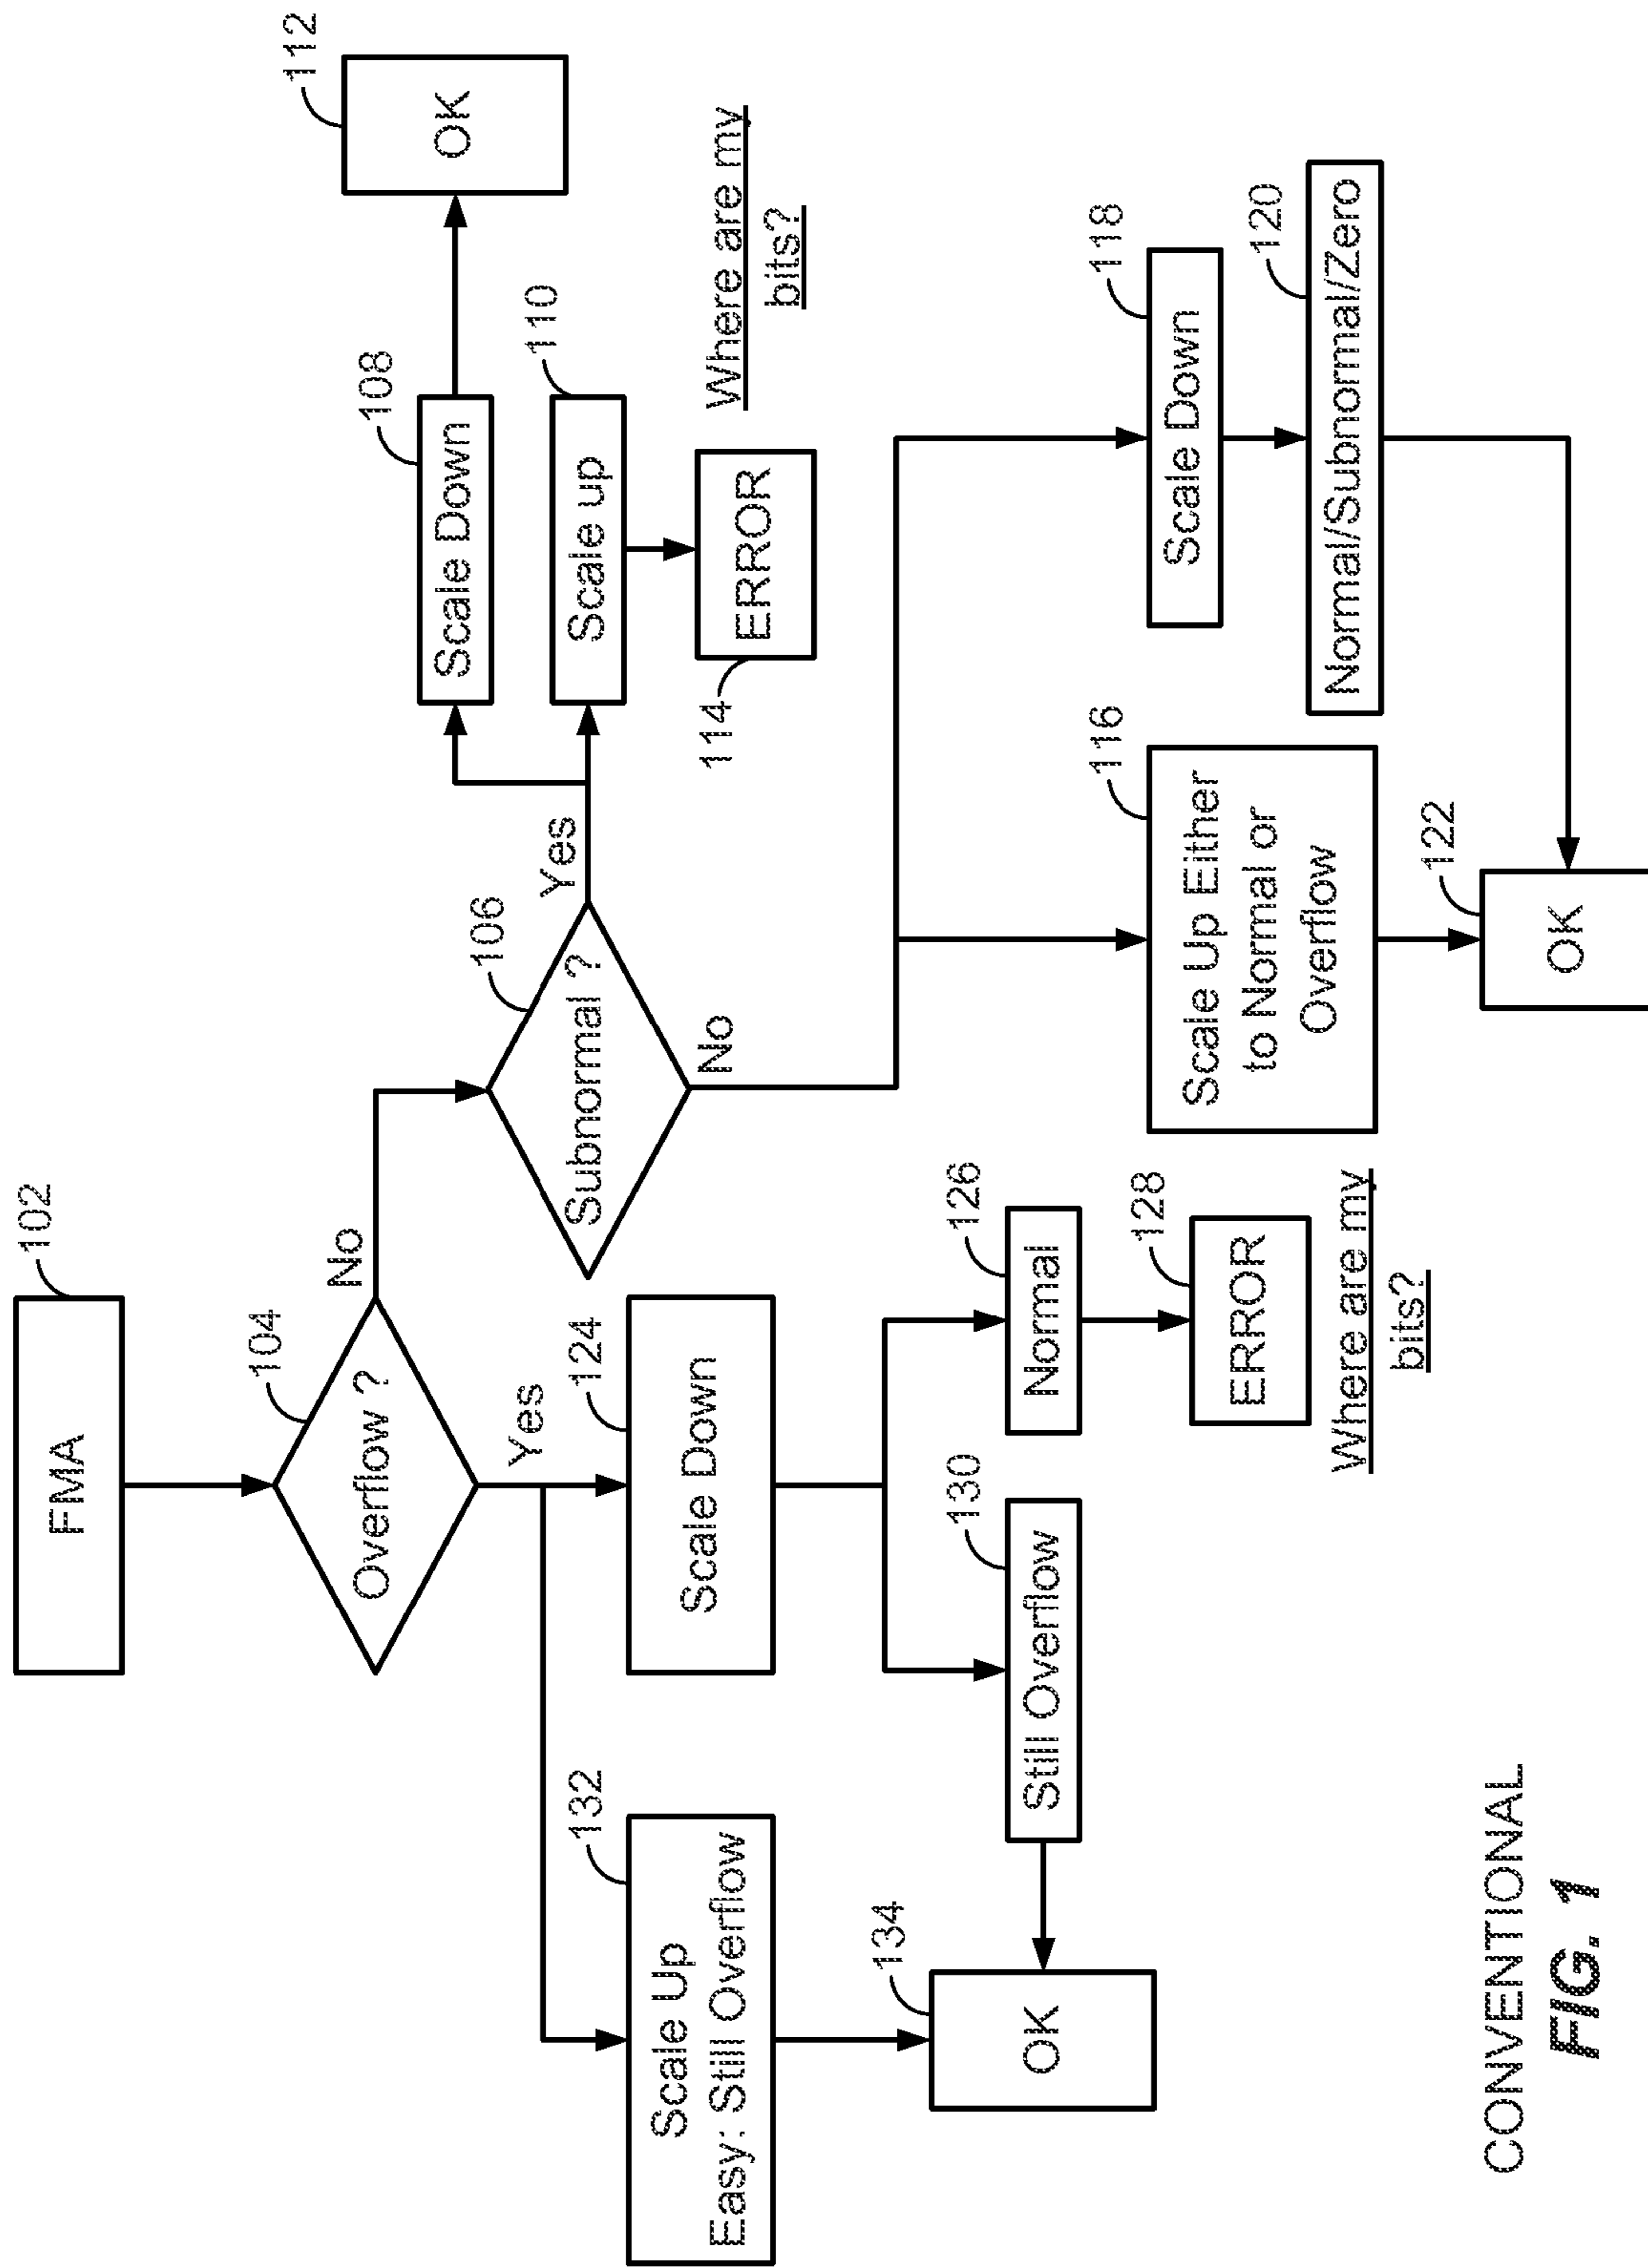 FMA
102
104
Overflow ?
No
Yes
106
Subnormal ?
Yes
No
108
Scale Down
112
OK
110
Scale up
114
ERROR
Where are my
bits?
132
Scale Up
Easy: Still Overflow
124
Scale Down
134
OK
130
Still Overflow
126
Normal
128
ERROR
Where are my
bits?
116
Scale Up Either
to Normal or
Overflow
118
Scale Down
120
Normal/Subnormal/Zero
122
OK
CONVENTIONAL
FIG. 1